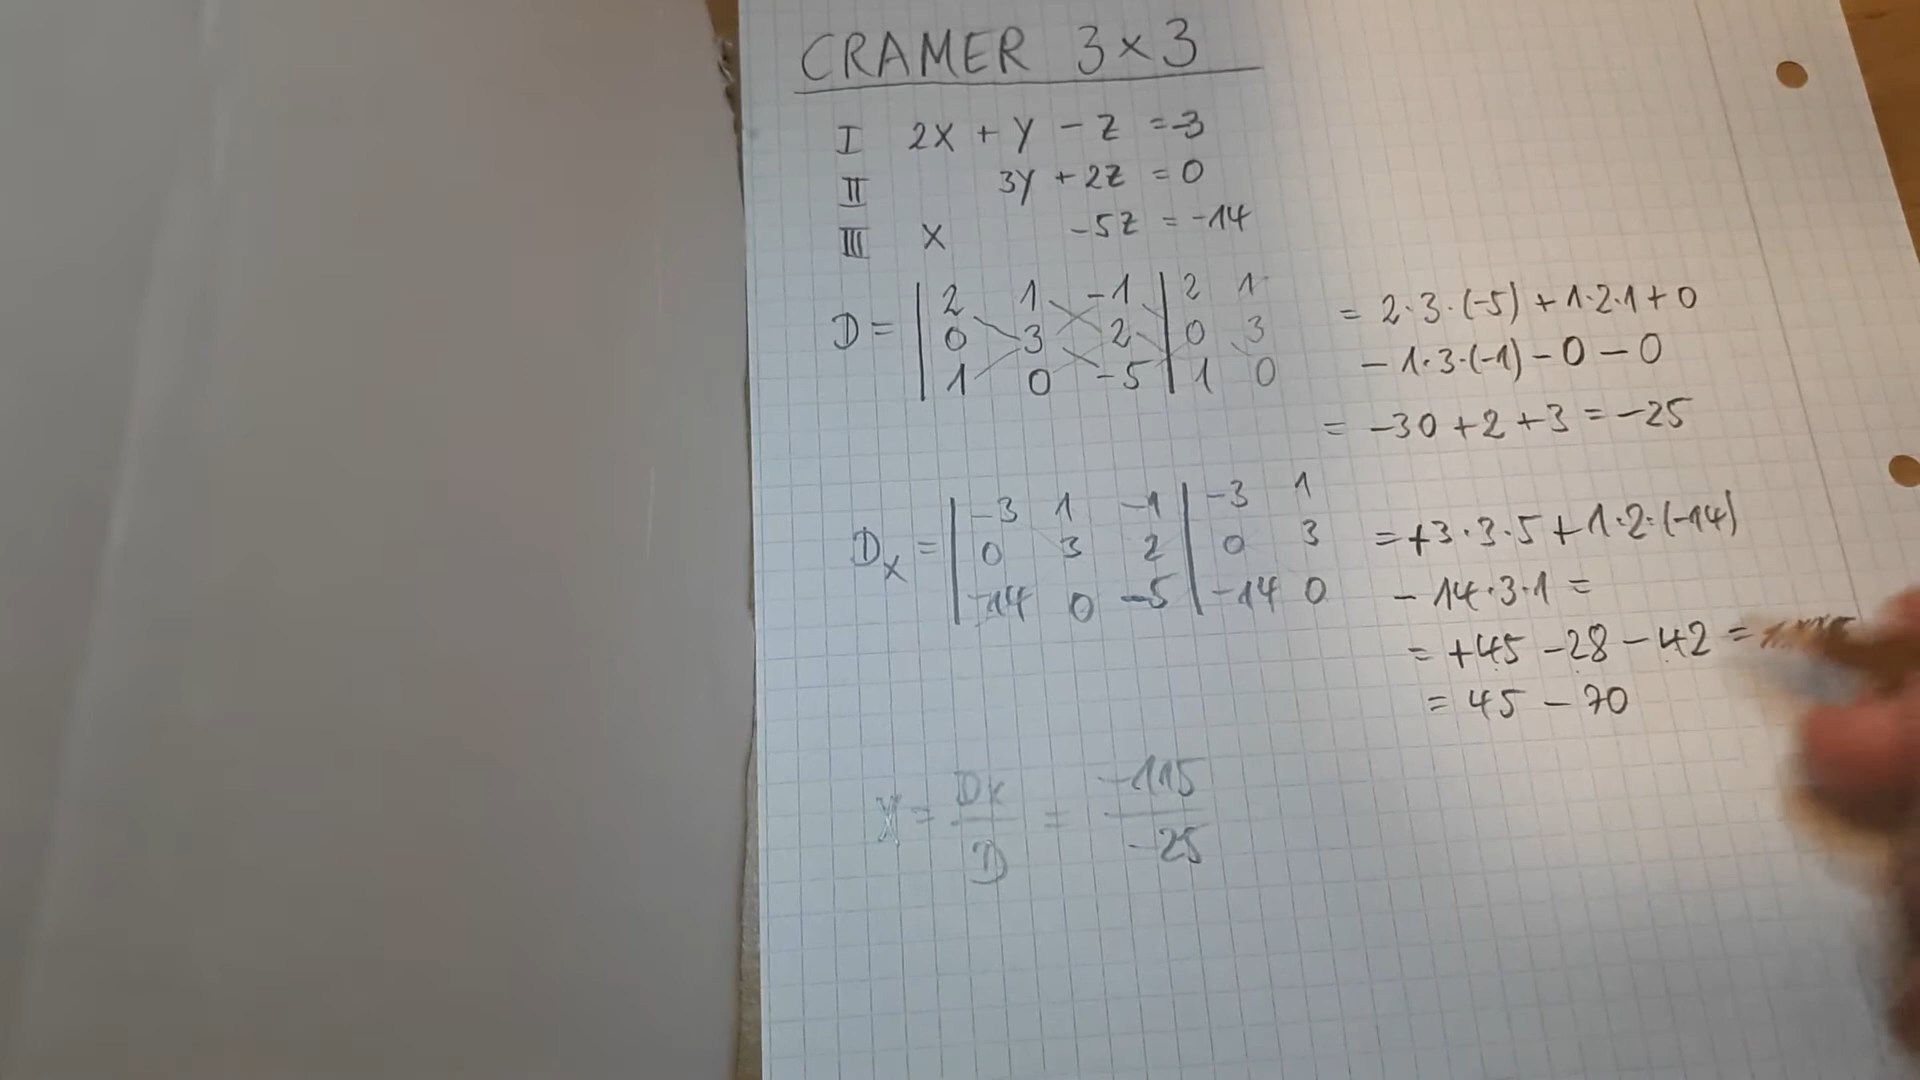 CRAMER 3×3
I 2x + y - z = -3
II 3y + 2z = 0
III x -5z = -14
D = | 2 1 -1 | 2 1 = 2·3·(-5) + 1·2·1 + 0
0 3 2 | 0 3 - 1·3·(-1) - 0 - 0
1 0 -5 | 1 0
= -30 + 2 + 3 = -25
Dx = | -3 1 -1 | -3 1
0 3 2 | 0 3 = +3·3·5 + 1·2·(-14)
-14 0 -5 | -14 0 - 14·3·1 =
= +45 - 28 - 42 =
= 45 - 70
x = Dx / D = -115 / -25